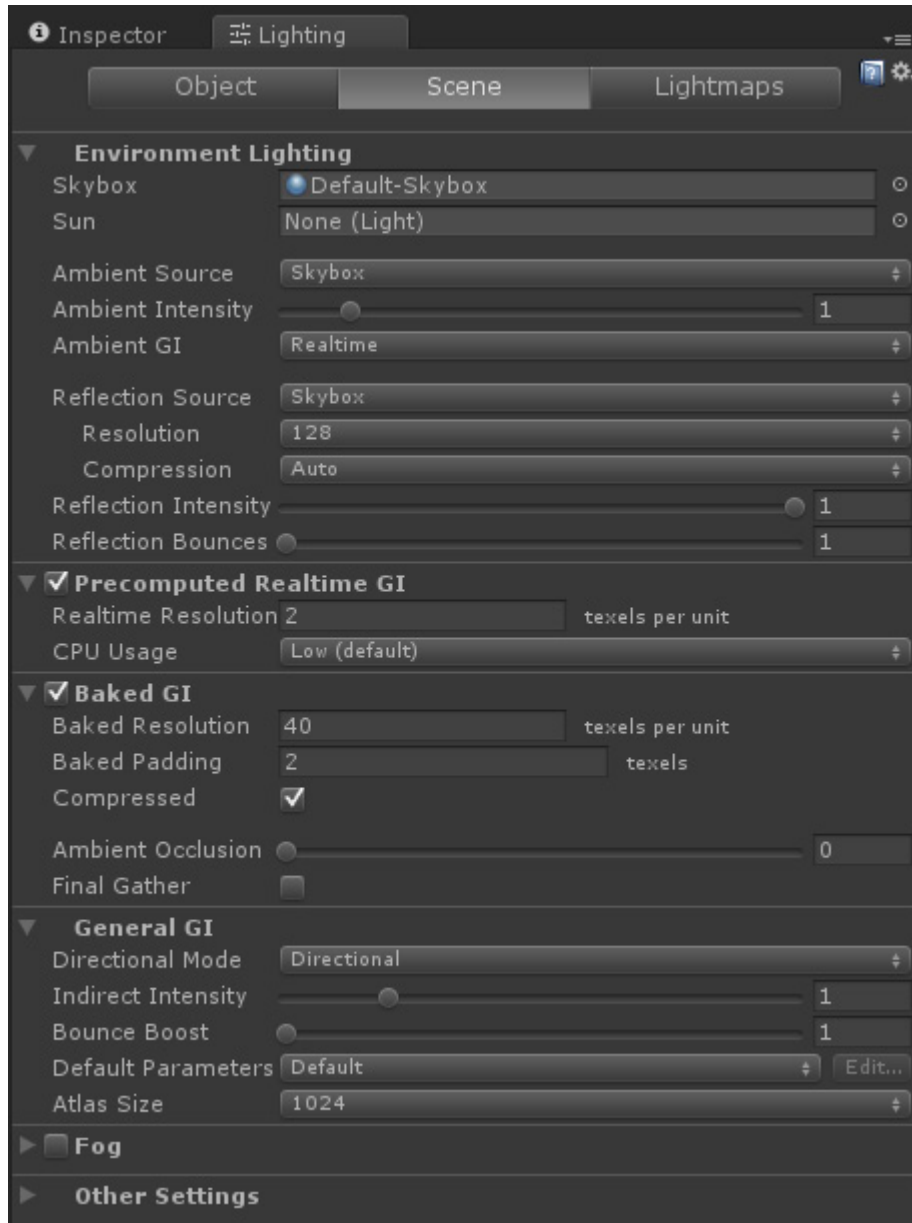 Inspector Lighting
Object Scene Lightmaps
Environment Lighting
Skybox Default-Skybox
Sun None (Light)
Ambient Source Skybox
Ambient Intensity 1
Ambient GI Realtime
Reflection Source Skybox
Resolution 128
Compression Auto
Reflection Intensity 1
Reflection Bounces 1
Precomputed Realtime GI
Realtime Resolution 2 texels per unit
CPU Usage Low (default)
Baked GI
Baked Resolution 40 texels per unit
Baked Padding 2 texels
Compressed
Ambient Occlusion 0
Final Gather
General GI
Directional Mode Directional
Indirect Intensity 1
Bounce Boost 1
Default Parameters Default Edit...
Atlas Size 1024
Fog
Other Settings